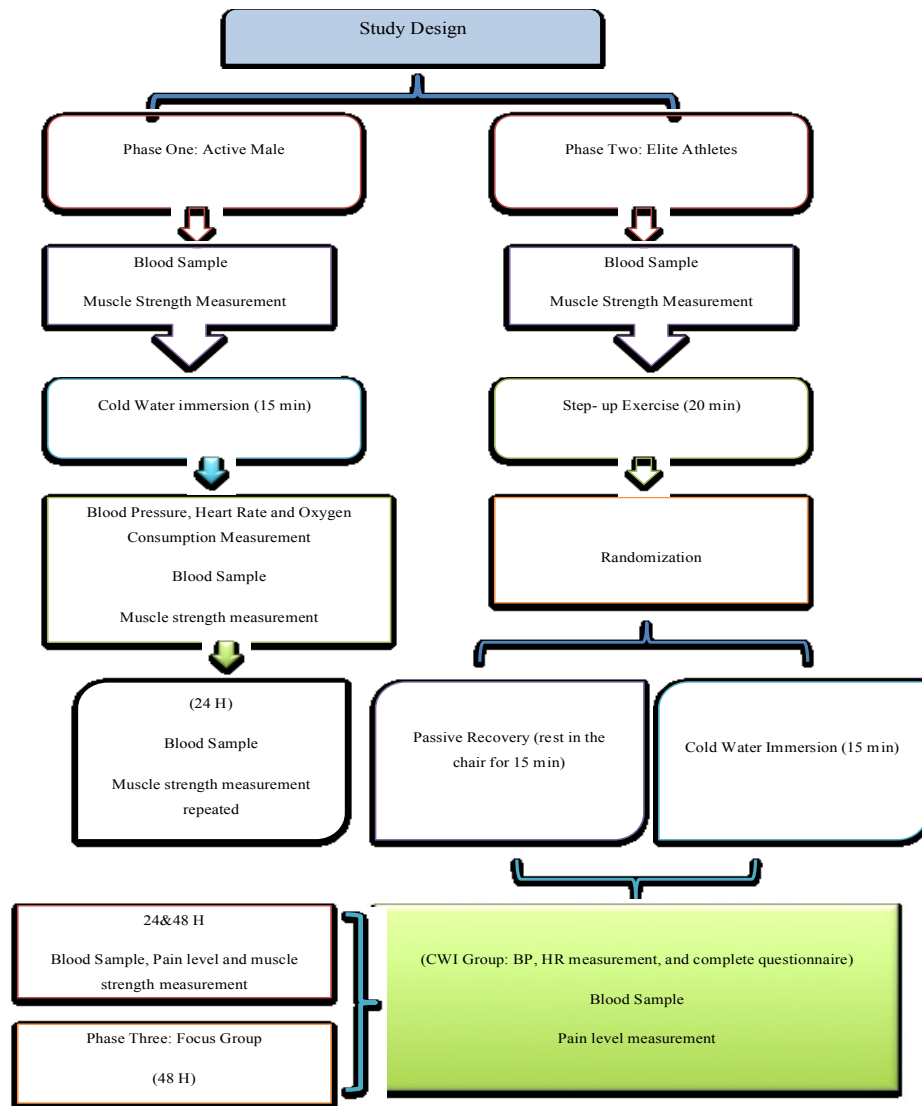 Study Design
Phase One: Active Male
Phase Two: Elite Athletes
Blood Sample
Muscle Strength Measurement
Blood Sample
Muscle Strength Measurement
Cold Water immersion (15 min)
Step- up Exercise (20 min)
Blood Pressure, Heart Rate and Oxygen
Consumption Measurement
Blood Sample
Muscle strength measurement
Randomization
(24 H)
Blood Sample
Muscle strength measurement
repeated
Passive Recovery (rest in the
chair for 15 min)
Cold Water Immersion (15 min)
24&48 H
Blood Sample, Pain level and muscle
strength measurement
Phase Three: Focus Group
(48 H)
(CWI Group: BP, HR measurement, and complete questionnaire)
Blood Sample
Pain level measurement